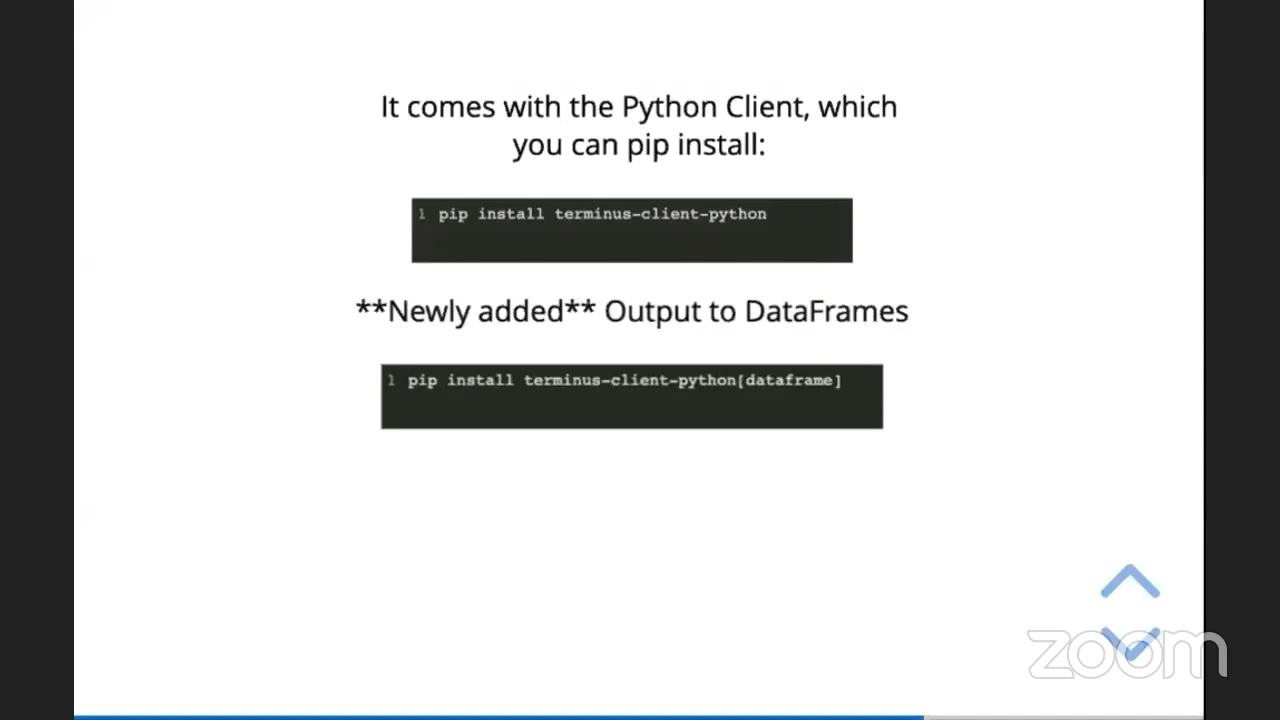 It comes with the Python Client, which
you can pip install:
1 pip install terminus-client-python
**Newly added** Output to DataFrames
1 pip install terminus-client-python[dataframe]
zoom